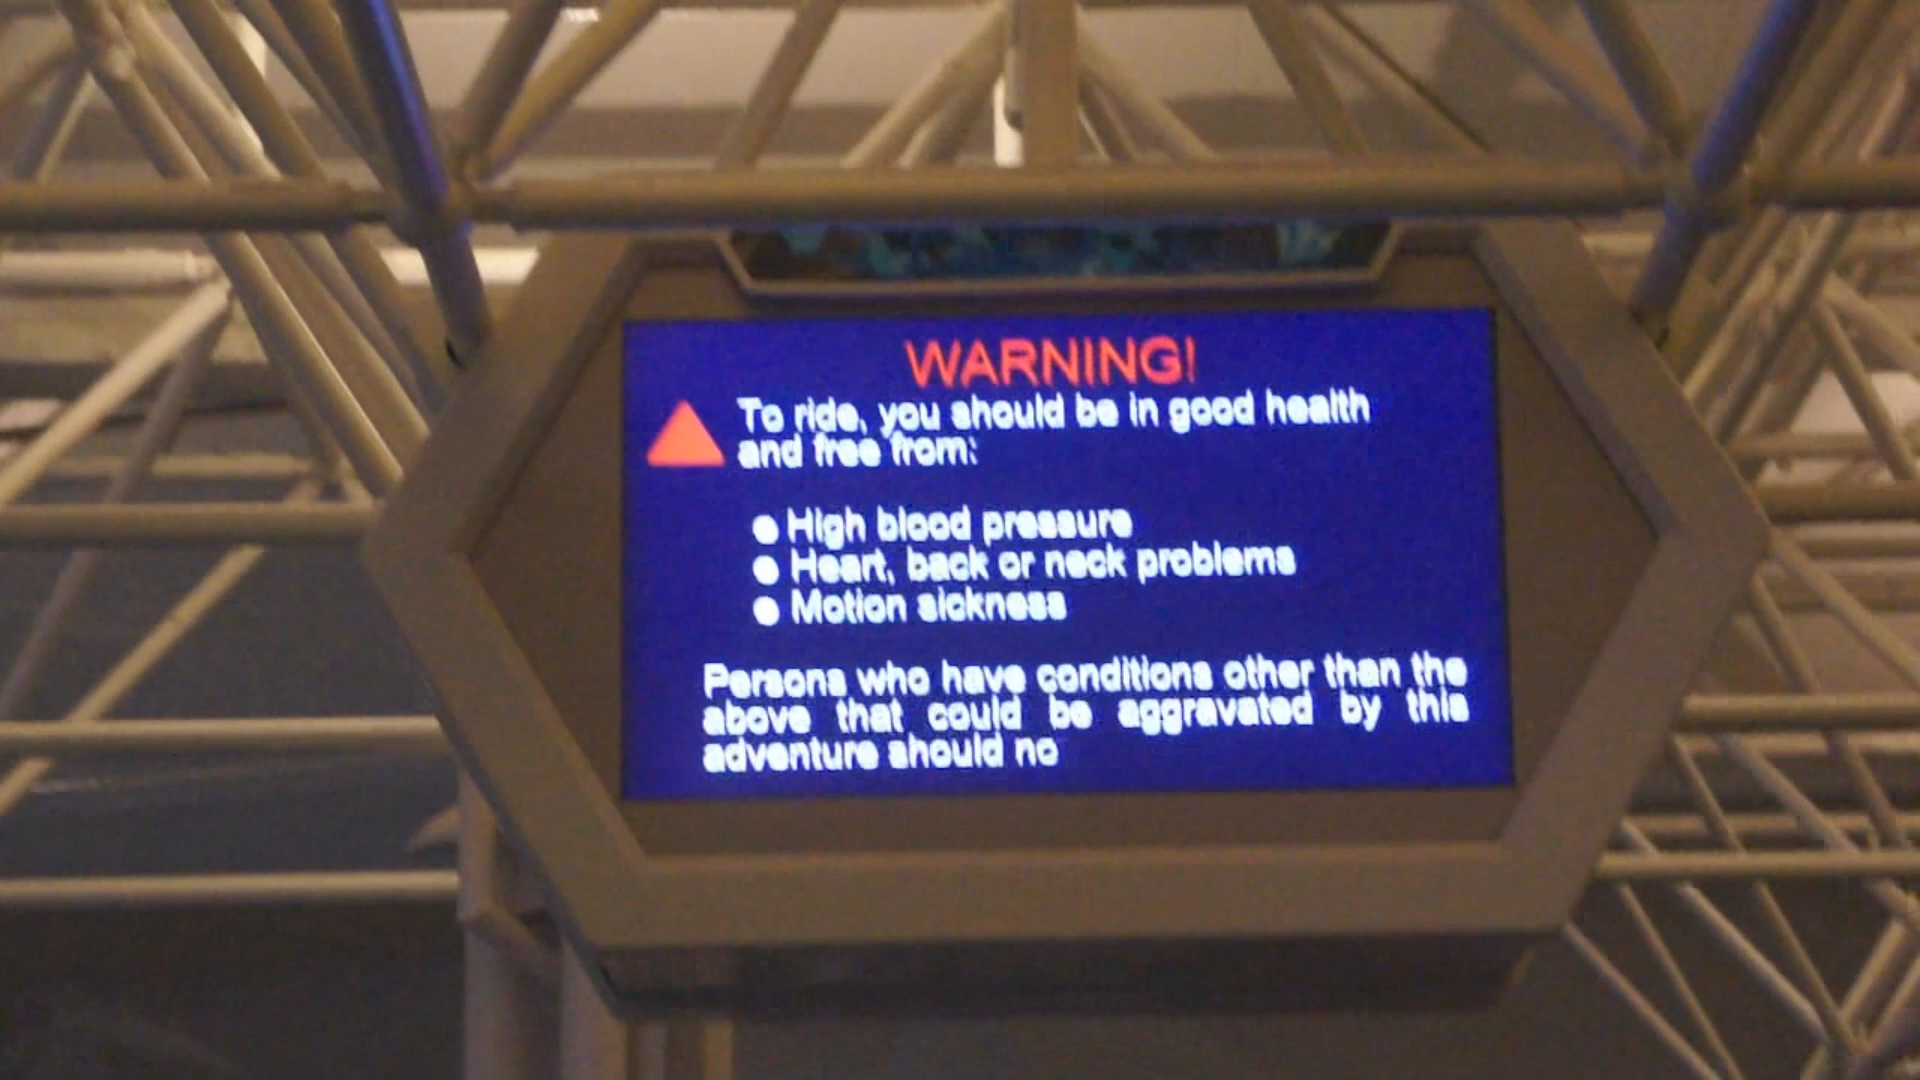 WARNING!
To ride, you should be in good health
and free from:
● High blood pressure
● Heart, back or neck problems
● Motion sickness
Persons who have conditions other than the
above that could be aggravated by this
adventure should no